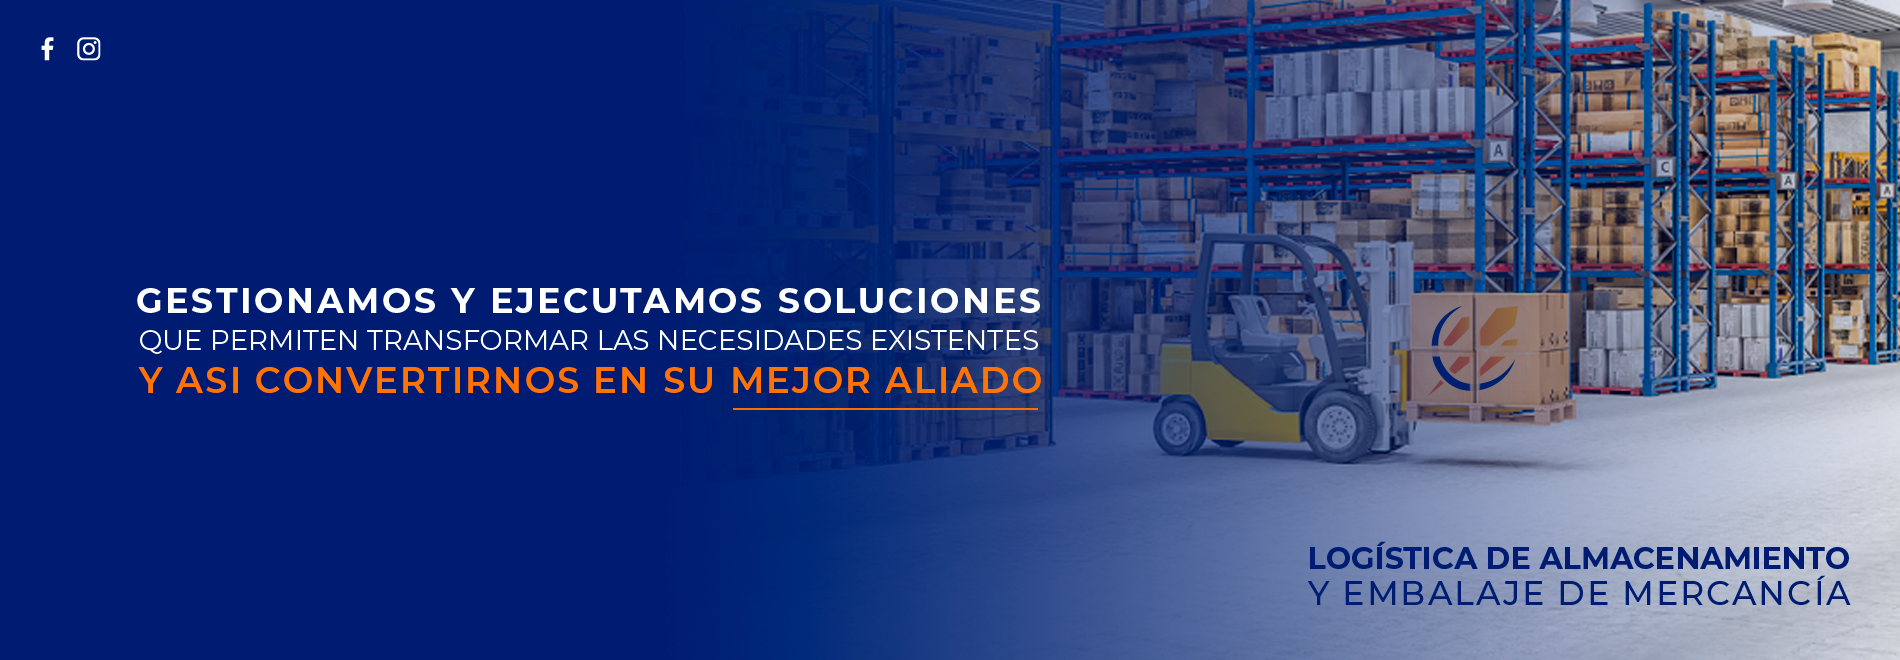 GESTIONAMOS Y EJECUTAMOS SOLUCIONES
QUE PERMITEN TRANSFORMAR LAS NECESIDADES EXISTENTES
Y ASI CONVERTIRNOS EN SU MEJOR ALIADO
A
C
A
A
LOGÍSTICA DE ALMACENAMIENTO
Y EMBALAJE DE MERCANCÍA